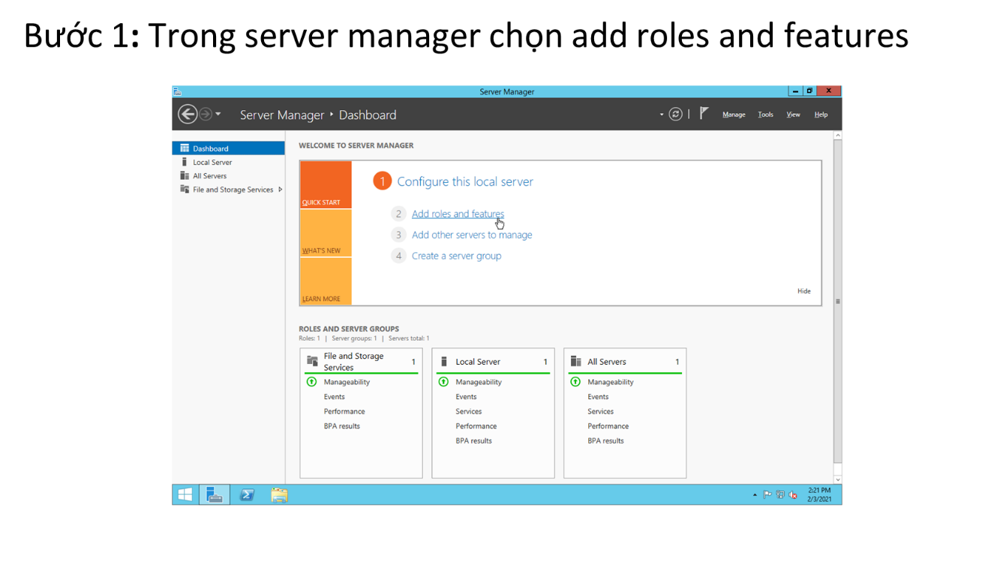 Bước 1: Trong server manager chọn add roles and features
Server Manager
Server Manager ‣ Dashboard
Manage Tools View Help
Dashboard
Local Server
All Servers
File and Storage Services
WELCOME TO SERVER MANAGER
QUICK START
WHAT'S NEW
LEARN MORE
1 Configure this local server
2 Add roles and features
3 Add other servers to manage
4 Create a server group
Hide
ROLES AND SERVER GROUPS
Roles: 1 | Server groups: 1 | Servers total: 1
File and Storage
Services 1
Manageability
Events
Performance
BPA results
Local Server 1
Manageability
Events
Services
Performance
BPA results
All Servers 1
Manageability
Events
Services
Performance
BPA results
2:21 PM
2/3/2021